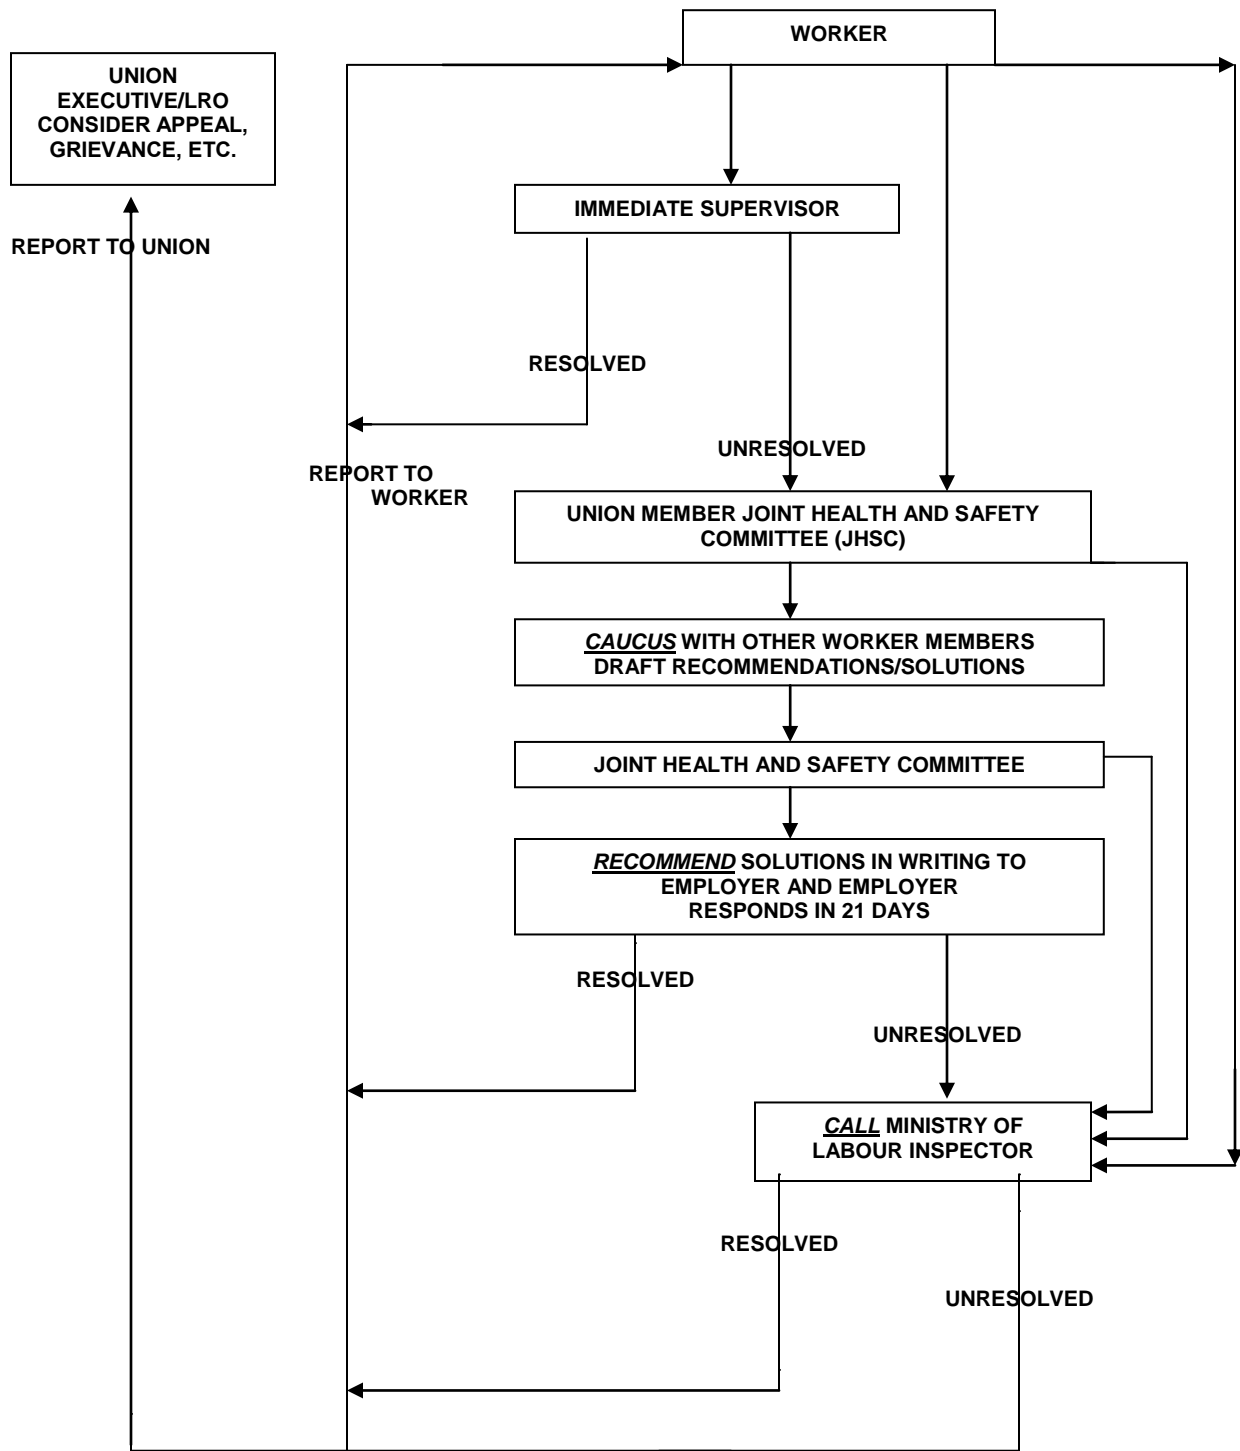 WORKER
UNION
EXECUTIVE/LRO
CONSIDER APPEAL,
GRIEVANCE, ETC.
IMMEDIATE SUPERVISOR
REPORT TO UNION
RESOLVED
UNRESOLVED
REPORT TO
WORKER
UNION MEMBER JOINT HEALTH AND SAFETY
COMMITTEE (JHSC)
CAUCUS WITH OTHER WORKER MEMBERS
DRAFT RECOMMENDATIONS/SOLUTIONS
JOINT HEALTH AND SAFETY COMMITTEE
RECOMMEND SOLUTIONS IN WRITING TO
EMPLOYER AND EMPLOYER
RESPONDS IN 21 DAYS
RESOLVED
UNRESOLVED
CALL MINISTRY OF
LABOUR INSPECTOR
RESOLVED
UNRESOLVED